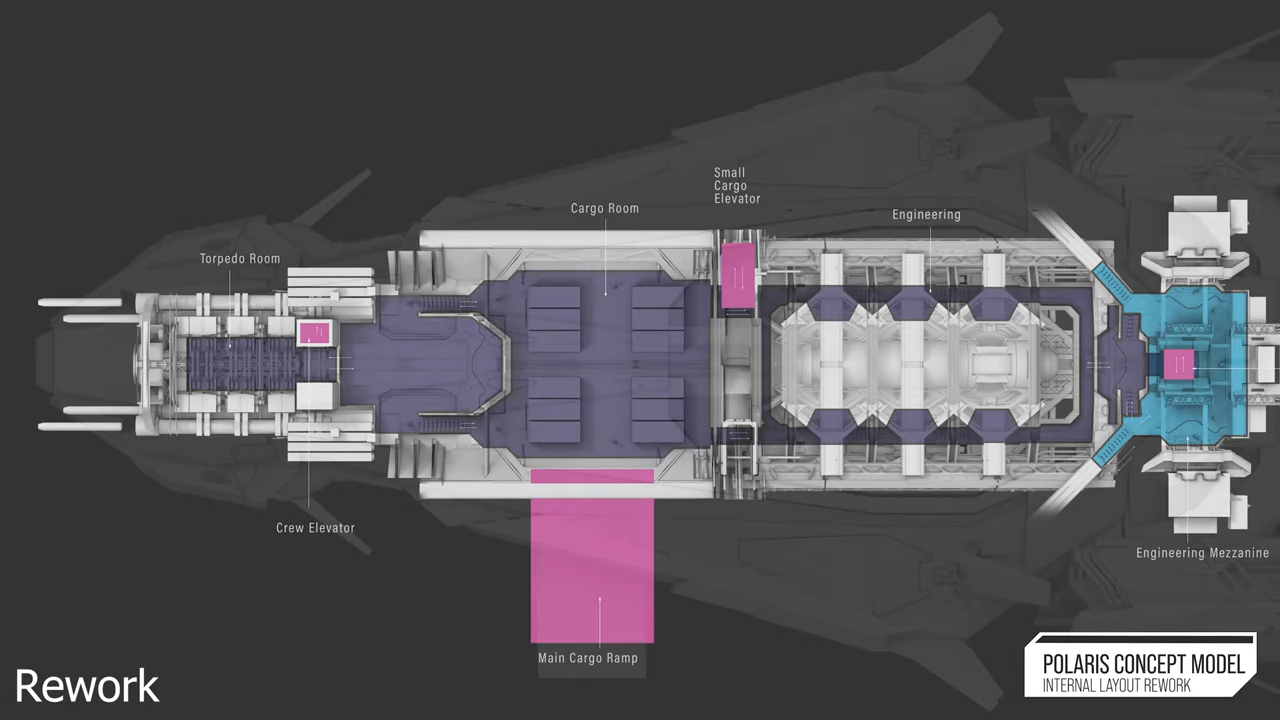 Small
Cargo
Elevator
Cargo Room
Engineering
Torpedo Room
Crew Elevator
Engineering Mezzanine
Main Cargo Ramp
Rework
POLARIS CONCEPT MODEL
INTERNAL LAYOUT REWORK